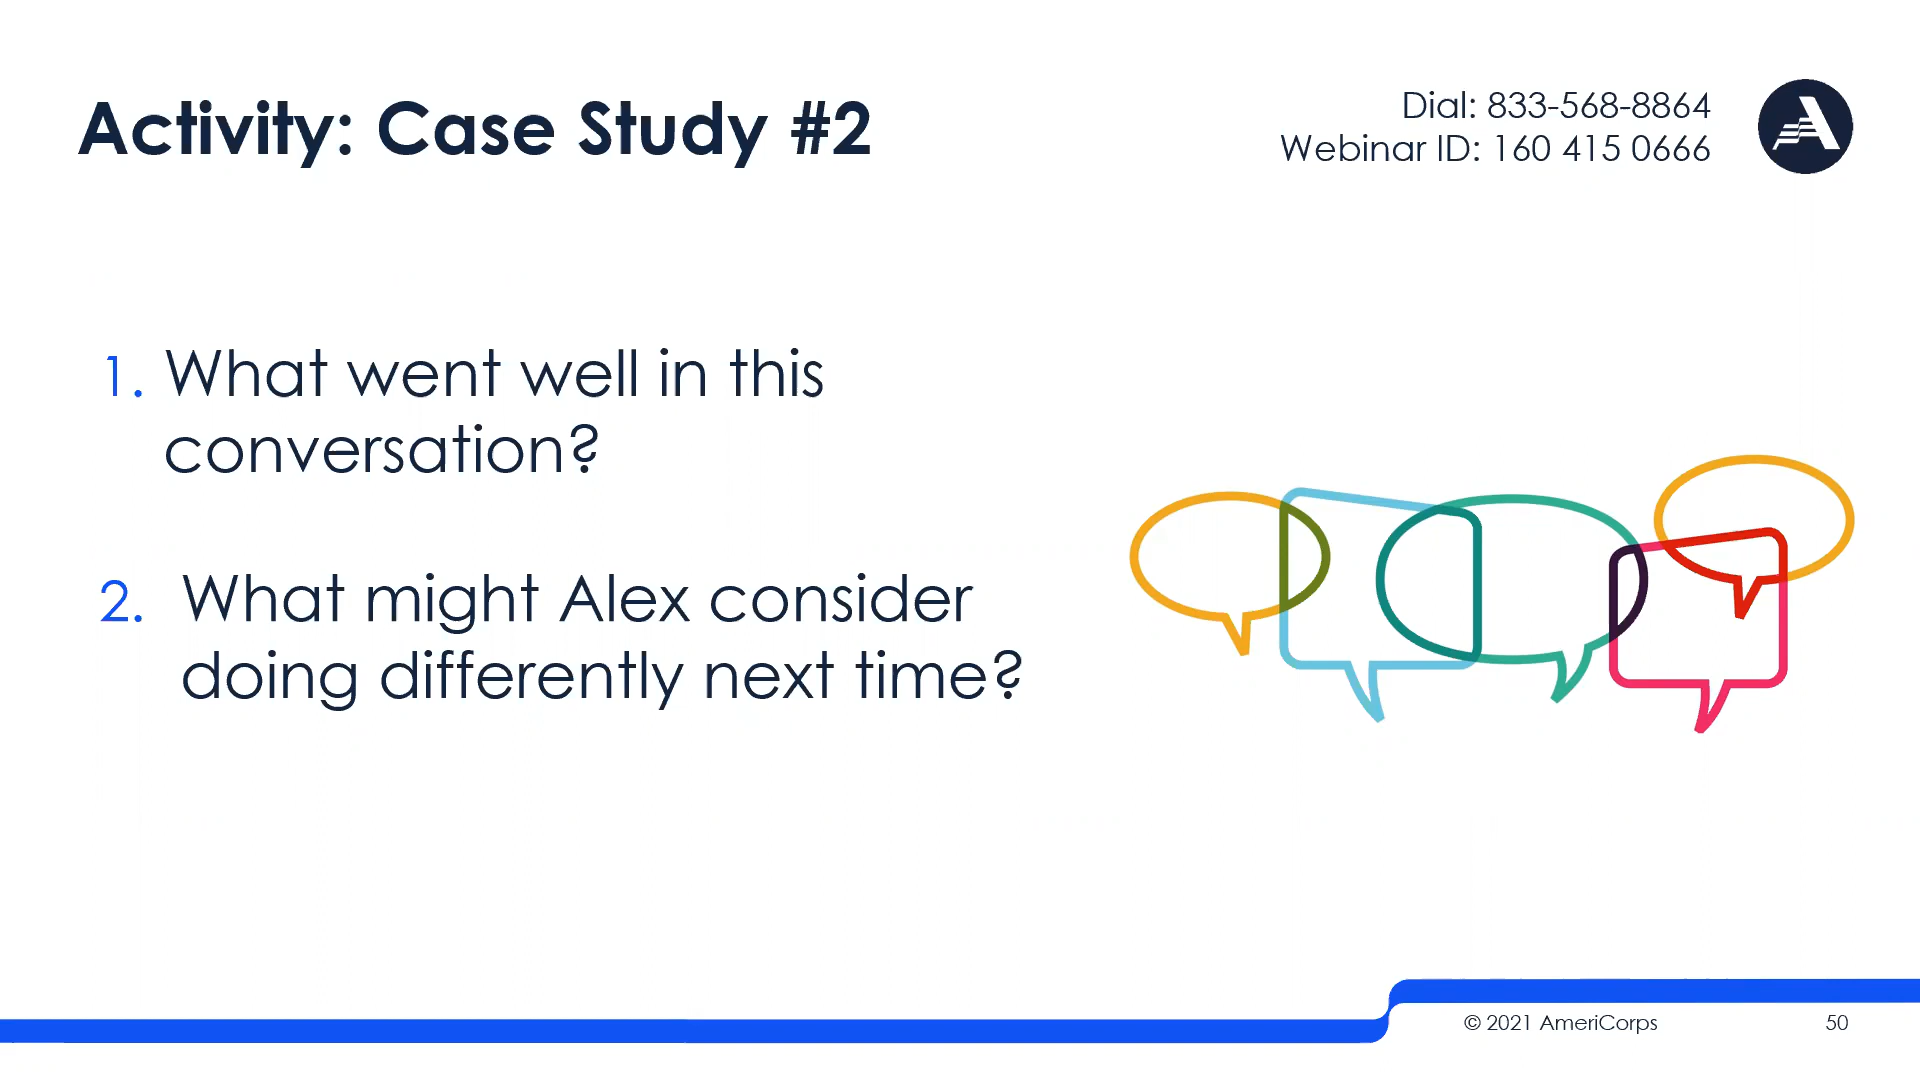 Activity: Case Study #2
Dial: 833-568-8864
Webinar ID: 160 415 0666
1. What went well in this
conversation?
2. What might Alex consider
doing differently next time?
© 2021 AmeriCorps
50